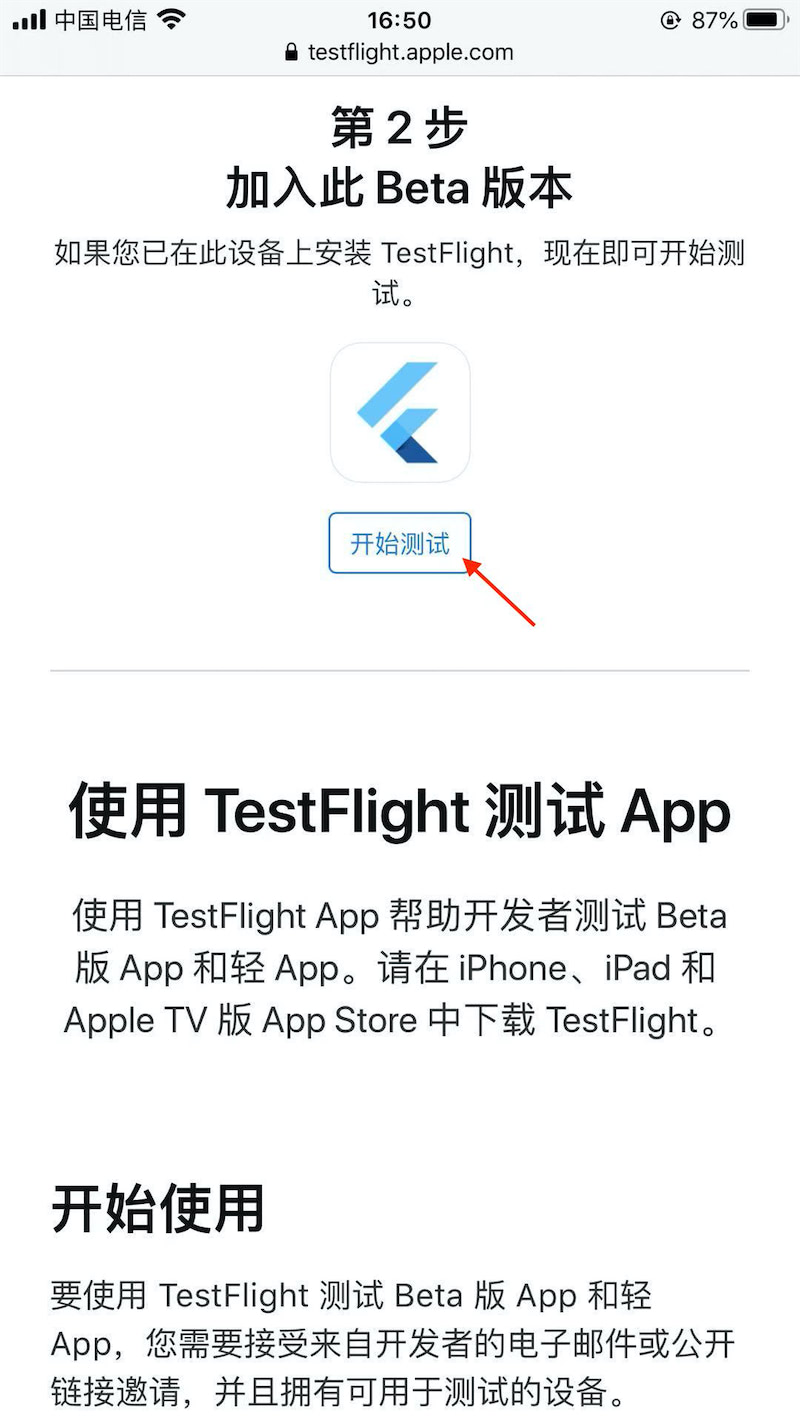 中国电信
16:50
87%
testflight.apple.com
第 2 步
加入此 Beta 版本
如果您已在此设备上安装 TestFlight，现在即可开始测
试。
开始测试
使用 TestFlight 测试 App
使用 TestFlight App 帮助开发者测试 Beta
版 App 和轻 App。请在 iPhone、iPad 和
Apple TV 版 App Store 中下载 TestFlight。
开始使用
要使用 TestFlight 测试 Beta 版 App 和轻
App，您需要接受来自开发者的电子邮件或公开
链接邀请，并且拥有可用于测试的设备。